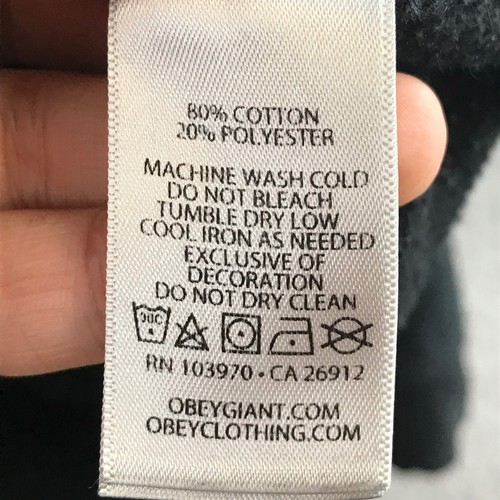 80% COTTON
20% POLYESTER
MACHINE WASH COLD
DO NOT BLEACH
TUMBLE DRY LOW
COOL IRON AS NEEDED
EXCLUSIVE OF
DECORATION
DO NOT DRY CLEAN
30C
RN 103970 • CA 26912
OBEYGIANT.COM
OBEYCLOTHING.COM